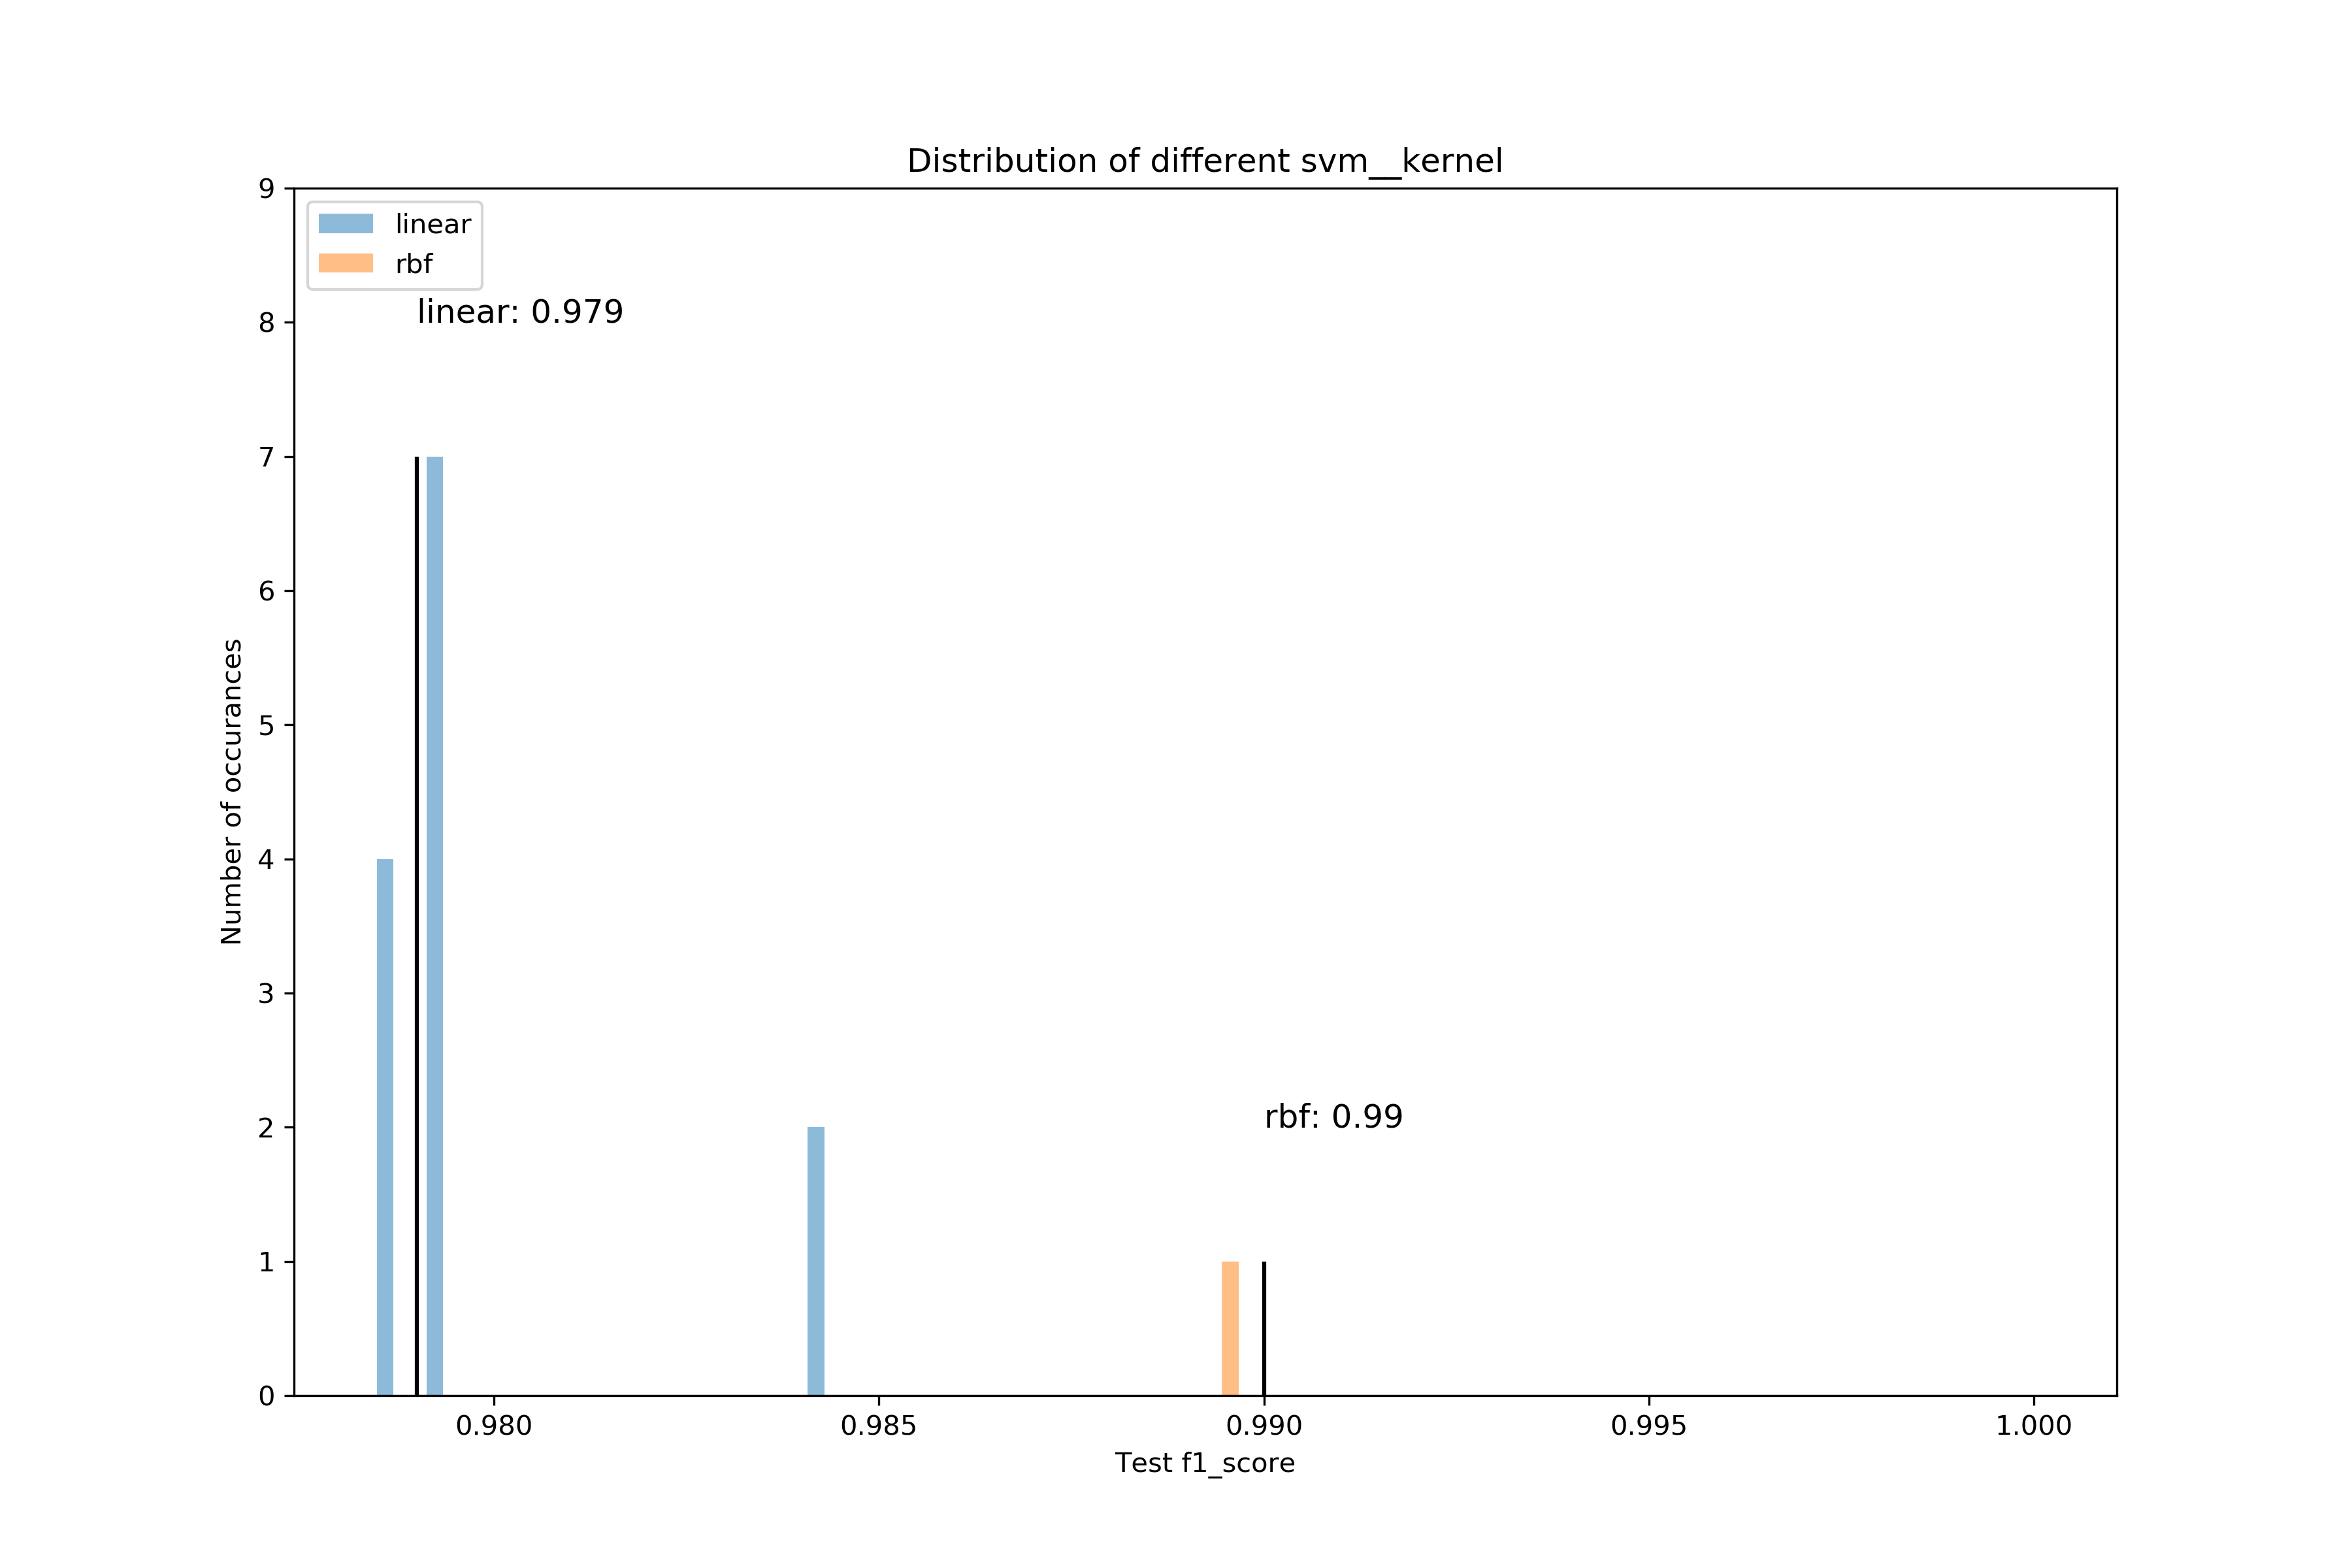 Distribution of different svm__kernel
linear
rbf
linear: 0.979
rbf: 0.99
9
8
7
6
5
4
3
2
1
0
Number of occurances
0.980 0.985 0.990 0.995 1.000
Test f1_score